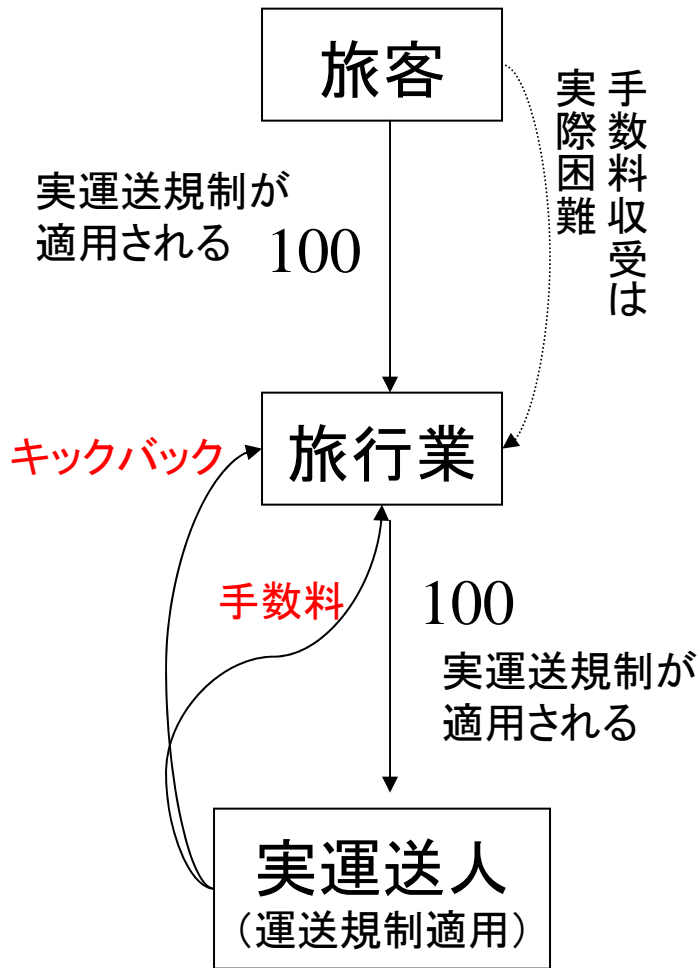 旅客
手数料収受は
実際困難
実運送規制が
適用される
100
旅行業
キックバック
手数料
100
実運送規制が
適用される
実運送人
（運送規制適用）